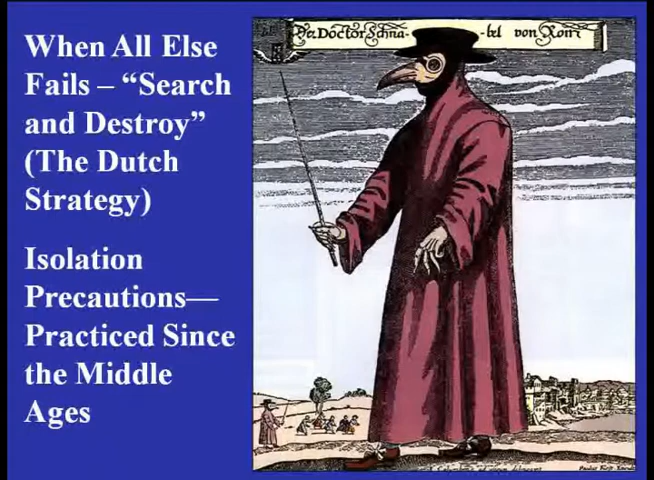 When All Else
Fails – “Search
and Destroy”
(The Dutch
Strategy)
Isolation
Precautions—
Practiced Since
the Middle
Ages
Doctor Schna-
-bel von Rom